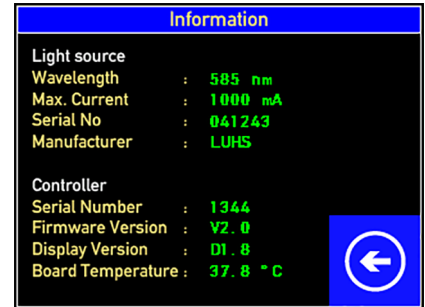 Information
Light source
Wavelength : 585 nm
Max. Current : 1000 mA
Serial No : 041243
Manufacturer : LUHS
Controller
Serial Number : 1344
Firmware Version : V2.0
Display Version : D1.8
Board Temperature : 37.8 °C